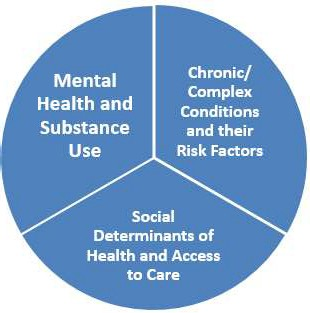 Mental
Health and
Substance
Use
Chronic/
Complex
Conditions
and their
Risk Factors
Social
Determinants of
Health and Access
to Care